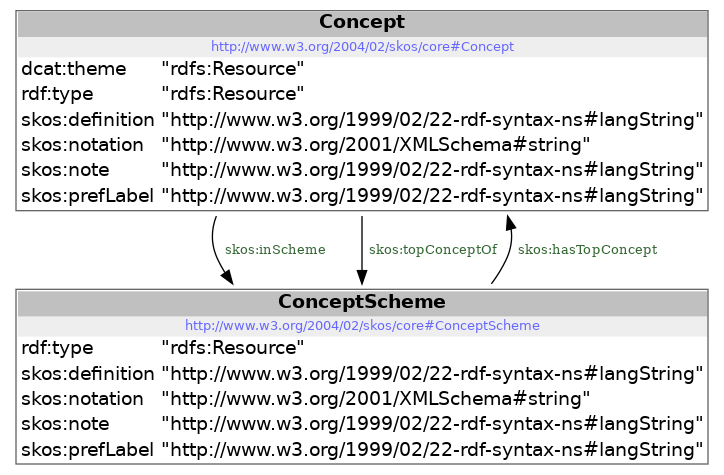 Concept
http://www.w3.org/2004/02/skos/core#Concept
dcat:theme "rdfs:Resource"
rdf:type "rdfs:Resource"
skos:definition "http://www.w3.org/1999/02/22-rdf-syntax-ns#langString"
skos:notation "http://www.w3.org/2001/XMLSchema#string"
skos:note "http://www.w3.org/1999/02/22-rdf-syntax-ns#langString"
skos:prefLabel "http://www.w3.org/1999/02/22-rdf-syntax-ns#langString"
skos:inScheme skos:topConceptOf skos:hasTopConcept
ConceptScheme
http://www.w3.org/2004/02/skos/core#ConceptScheme
rdf:type "rdfs:Resource"
skos:definition "http://www.w3.org/1999/02/22-rdf-syntax-ns#langString"
skos:notation "http://www.w3.org/2001/XMLSchema#string"
skos:note "http://www.w3.org/1999/02/22-rdf-syntax-ns#langString"
skos:prefLabel "http://www.w3.org/1999/02/22-rdf-syntax-ns#langString"